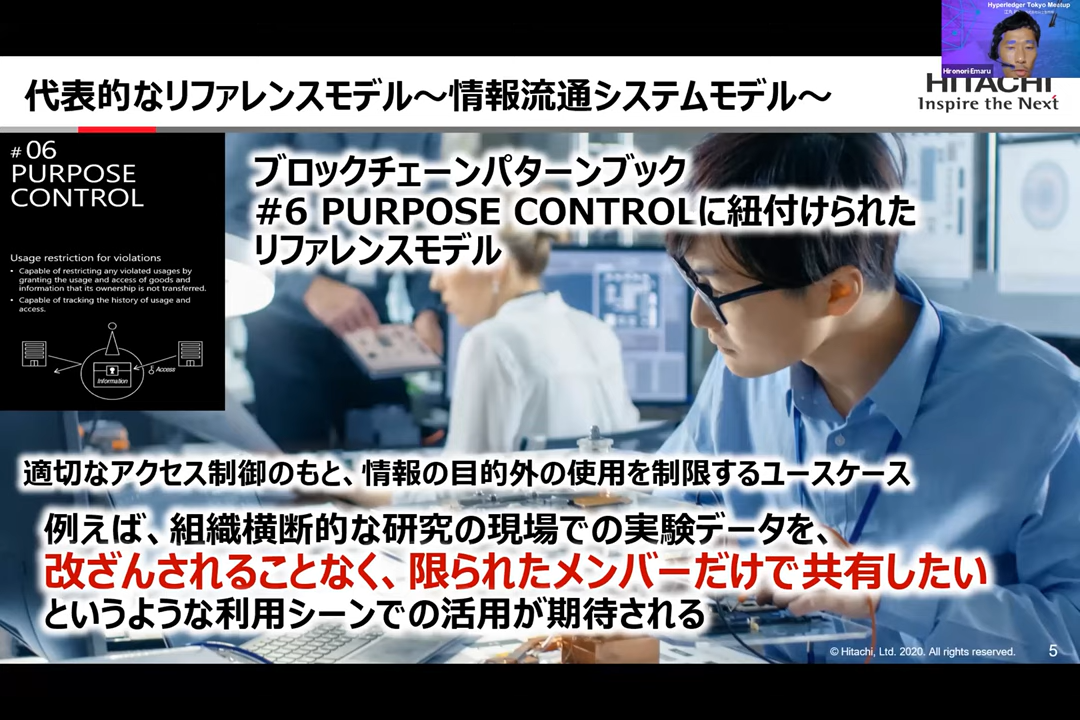 Hyperledger Tokyo Meetup
Hironori Emaru
代表的なリファレンスモデル～情報流通システムモデル～
HITACHI
Inspire the Next
# 06
PURPOSE
CONTROL
Usage restriction for violations
• Capable of restricting any violated usages by
granting the usage and access of goods and
information that its ownership is not transferred.
• Capable of tracking the history of usage and
access.
Access
Information
ブロックチェーンパターンブック
#6 PURPOSE CONTROLに紐付けられた
リファレンスモデル
適切なアクセス制御のもと、情報の目的外の使用を制限するユースケース
例えば、組織横断的な研究の現場での実験データを、
改ざんされることなく、限られたメンバーだけで共有したい
というような利用シーンでの活用が期待される
© Hitachi, Ltd. 2020. All rights reserved.
5